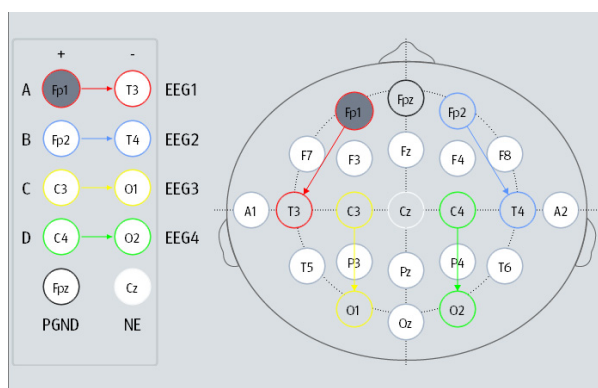 + -
A Fp1 T3 EEG1
B Fp2 T4 EEG2
C C3 O1 EEG3
D C4 O2 EEG4
Fpz Cz
PGND NE
Fpz
Fp1 Fp2
F7 F3 Fz F4 F8
A1 T3 C3 Cz C4 T4 A2
T5 P3 Pz P4 T6
O1 Oz O2